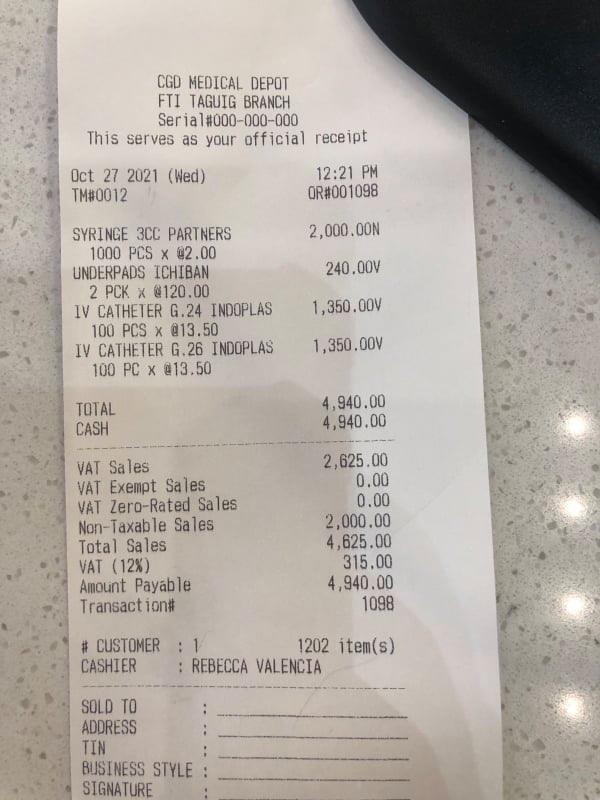 CGD MEDICAL DEPOT
FTI TAGUIG BRANCH
Serial#000-000-000
This serves as your official receipt
Oct 27 2021 (Wed) 12:21 PM
TM#0012 OR#001098
SYRINGE 3CC PARTNERS 2,000.00N
1000 PCS x @2.00
UNDERPADS ICHIBAN 240.00V
2 PCK x @120.00
IV CATHETER G.24 INDOPLAS 1,350.00V
100 PCS x @13.50
IV CATHETER G.26 INDOPLAS 1,350.00V
100 PC x @13.50
TOTAL 4,940.00
CASH 4,940.00
VAT Sales 2,625.00
VAT Exempt Sales 0.00
VAT Zero-Rated Sales 0.00
Non-Taxable Sales 2,000.00
Total Sales 4,625.00
VAT (12%) 315.00
Amount Payable 4,940.00
Transaction# 1098
# CUSTOMER : 1 1202 item(s)
CASHIER : REBECCA VALENCIA
SOLD TO :
ADDRESS :
TIN :
BUSINESS STYLE :
SIGNATURE :